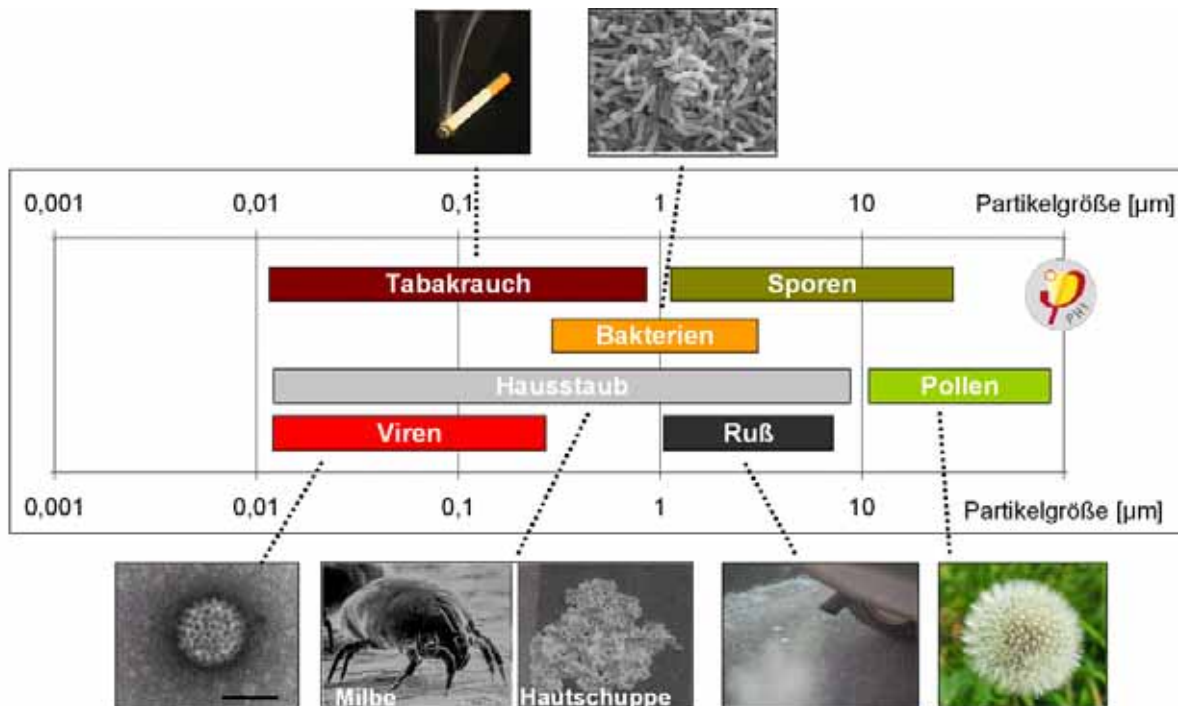 0,001 0,01 0,1 1 10 Partikelgröße [µm]
Tabakrauch Sporen
PHI
Bakterien
Hausstaub Pollen
Viren Ruß
0,001 0,01 0,1 1 10 Partikelgröße [µm]
Milbe Hautschuppe